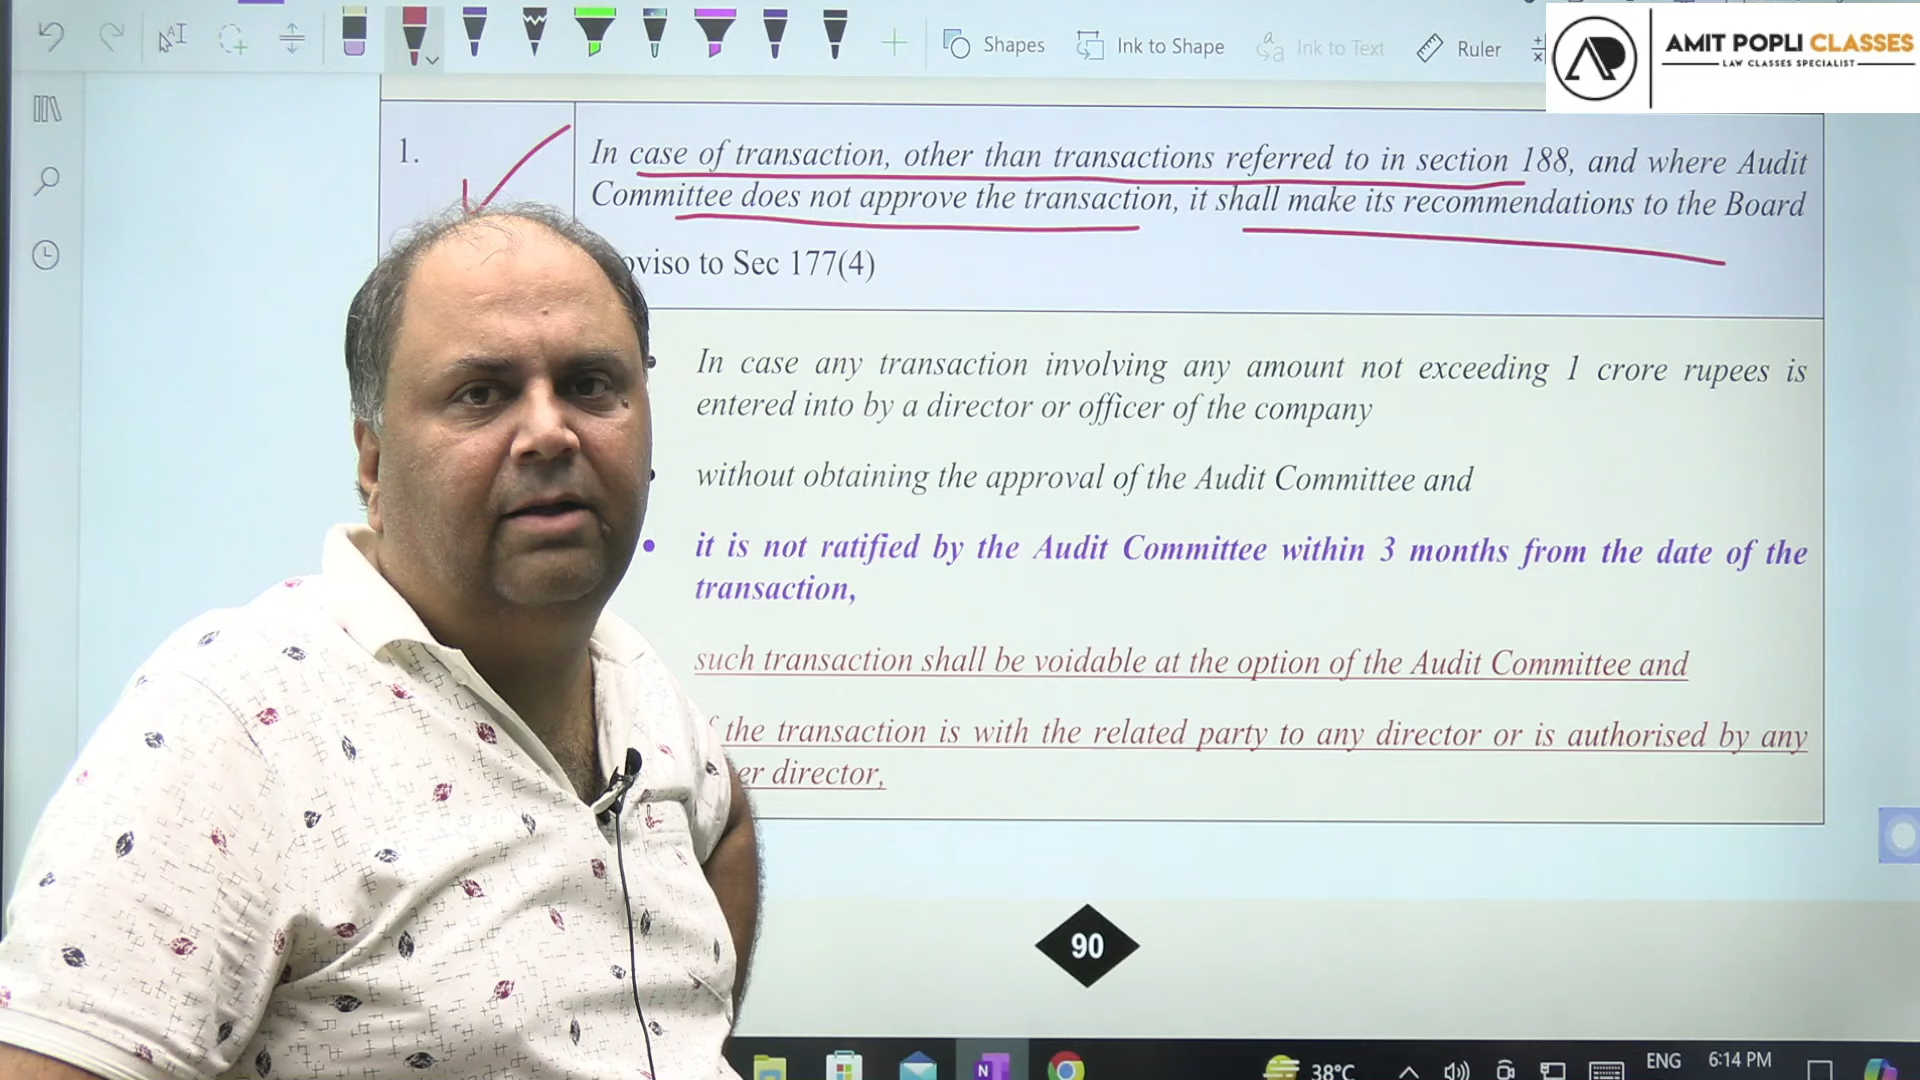 Shapes
Ink to Shape
Ink to Text
Ruler
AMIT POPLI CLASSES
LAW CLASSES SPECIALIST
1.
In case of transaction, other than transactions referred to in section 188, and where Audit
Committee does not approve the transaction, it shall make its recommendations to the Board
oviso to Sec 177(4)
In case any transaction involving any amount not exceeding 1 crore rupees is
entered into by a director or officer of the company
without obtaining the approval of the Audit Committee and
• it is not ratified by the Audit Committee within 3 months from the date of the
transaction,
such transaction shall be voidable at the option of the Audit Committee and
the transaction is with the related party to any director or is authorised by any
er director,
90
38°C
ENG
6:14 PM